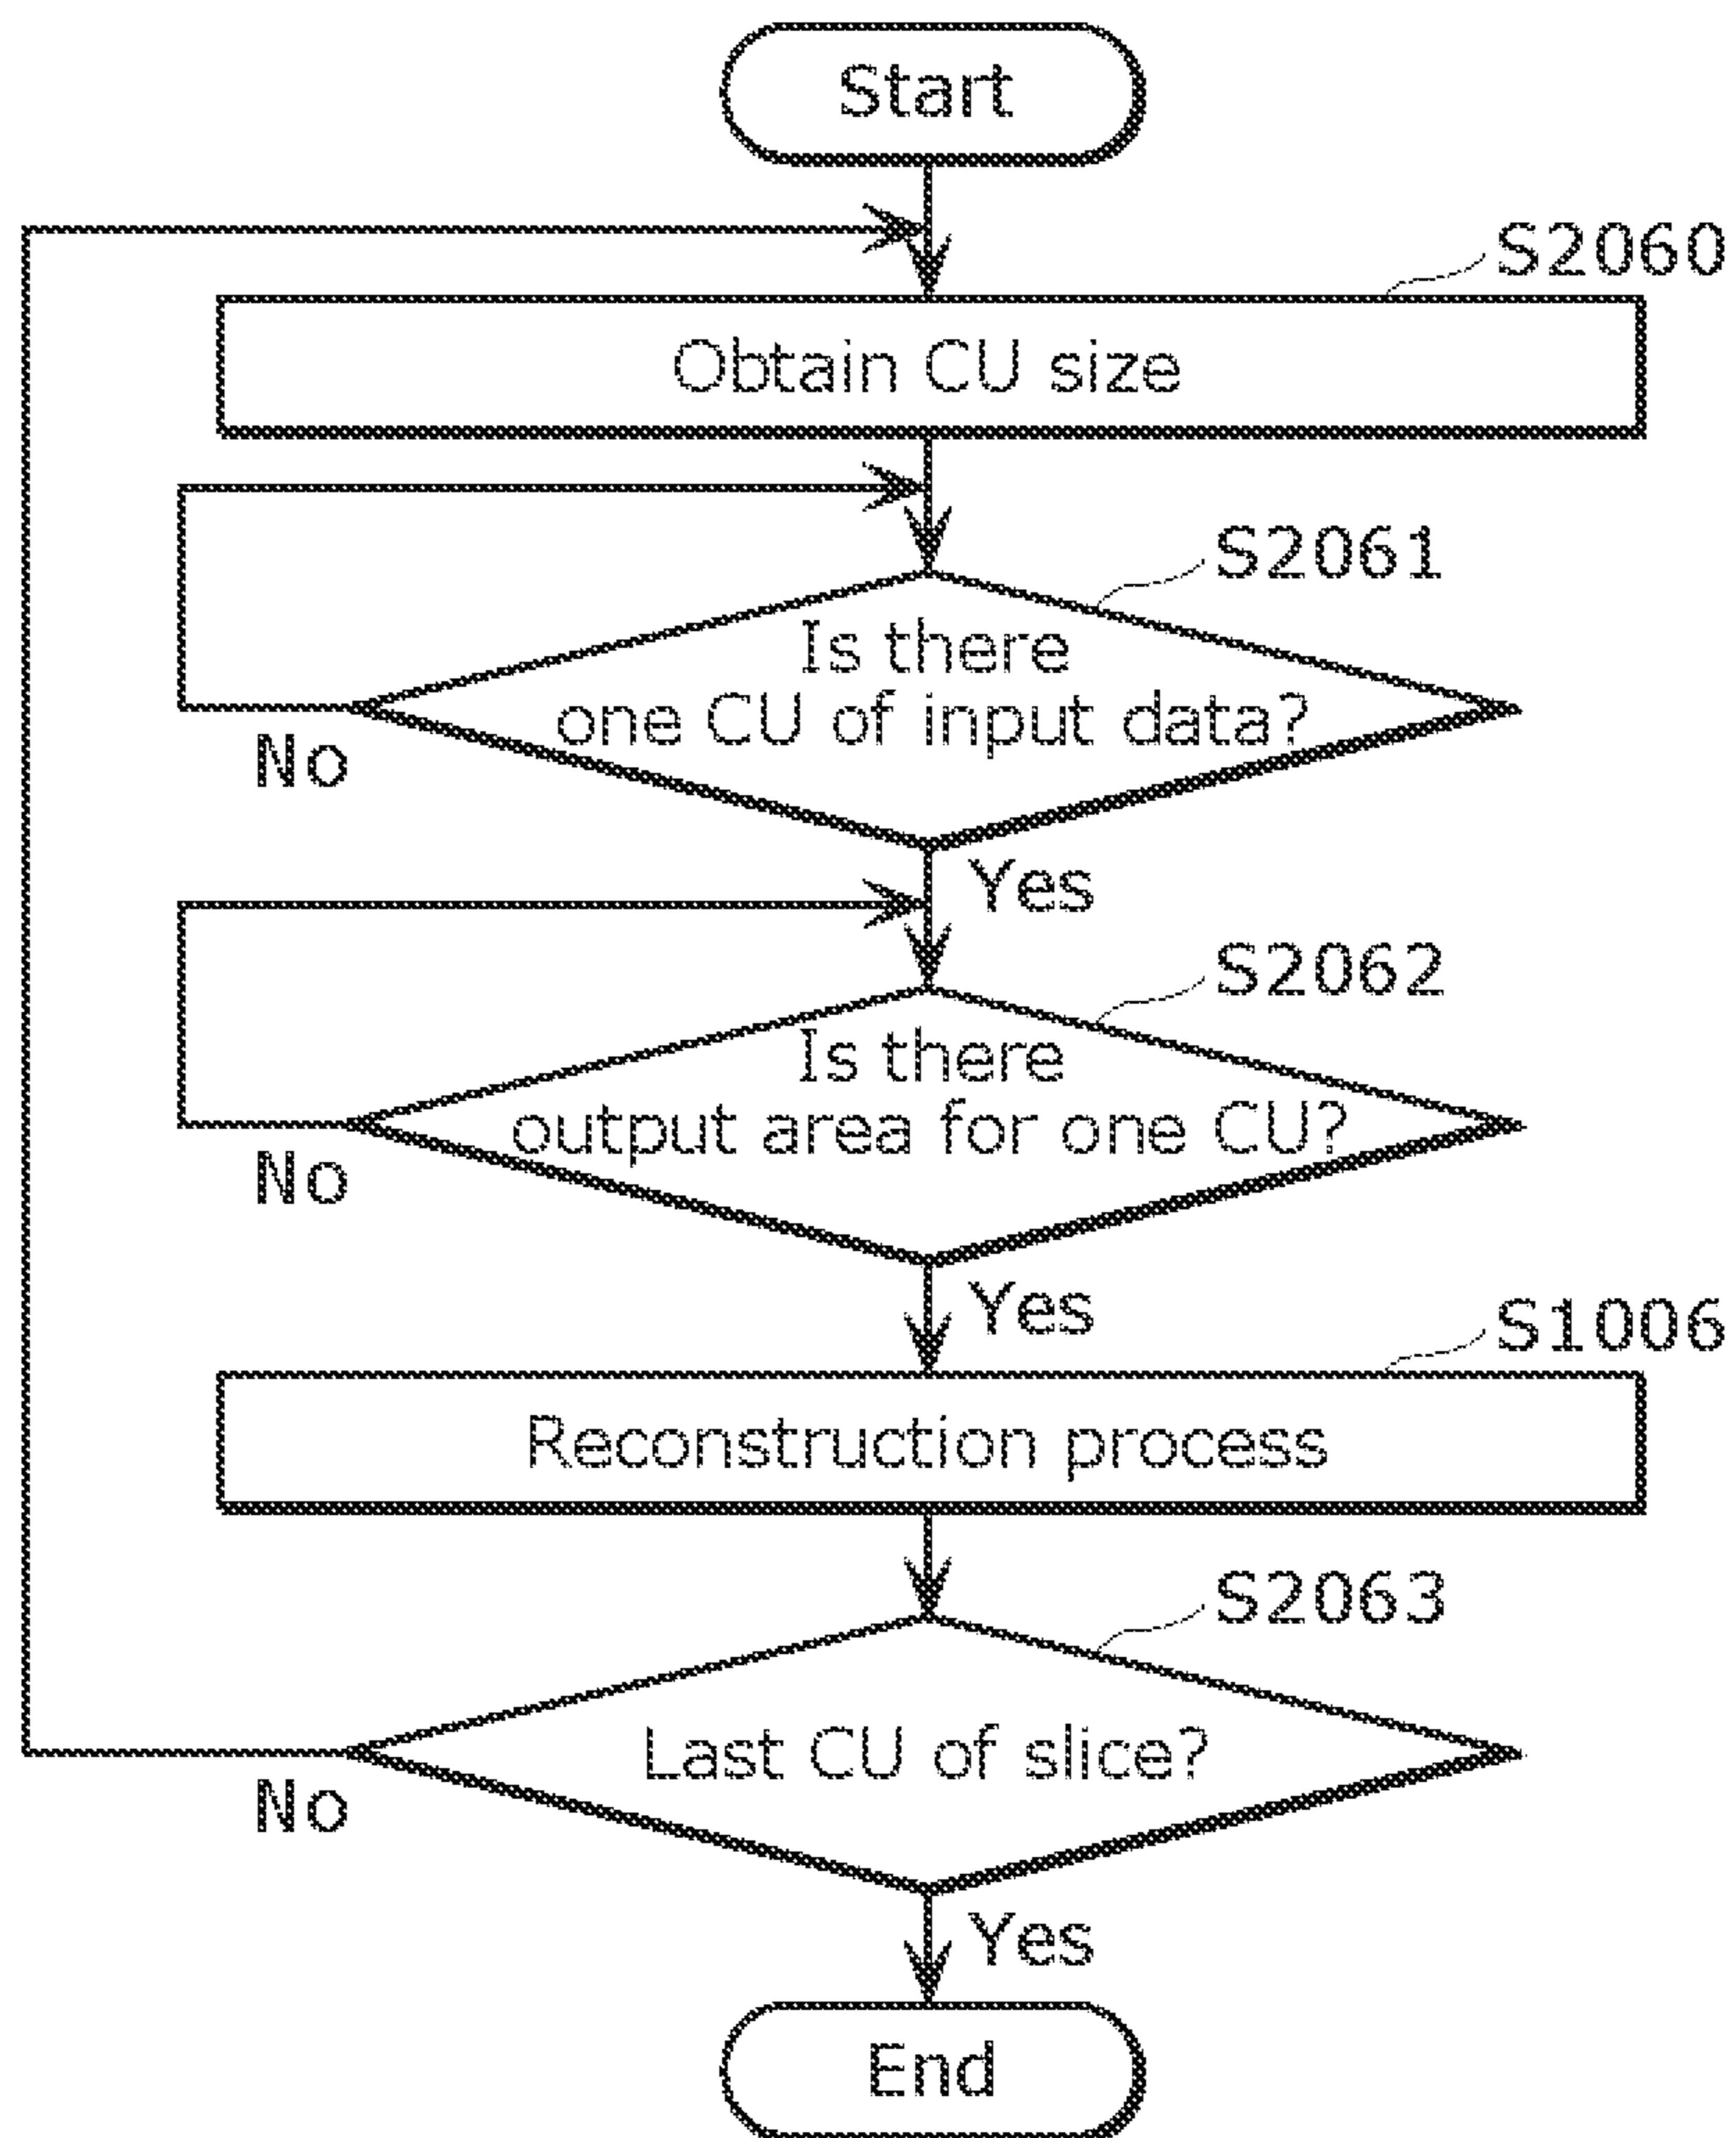 Start
S2060
Obtain CU size
S2061
Is there
one CU of input data?
No
Yes
S2062
Is there
output area for one CU?
No
Yes
S1006
Reconstruction process
S2063
Last CU of slice?
No
Yes
End